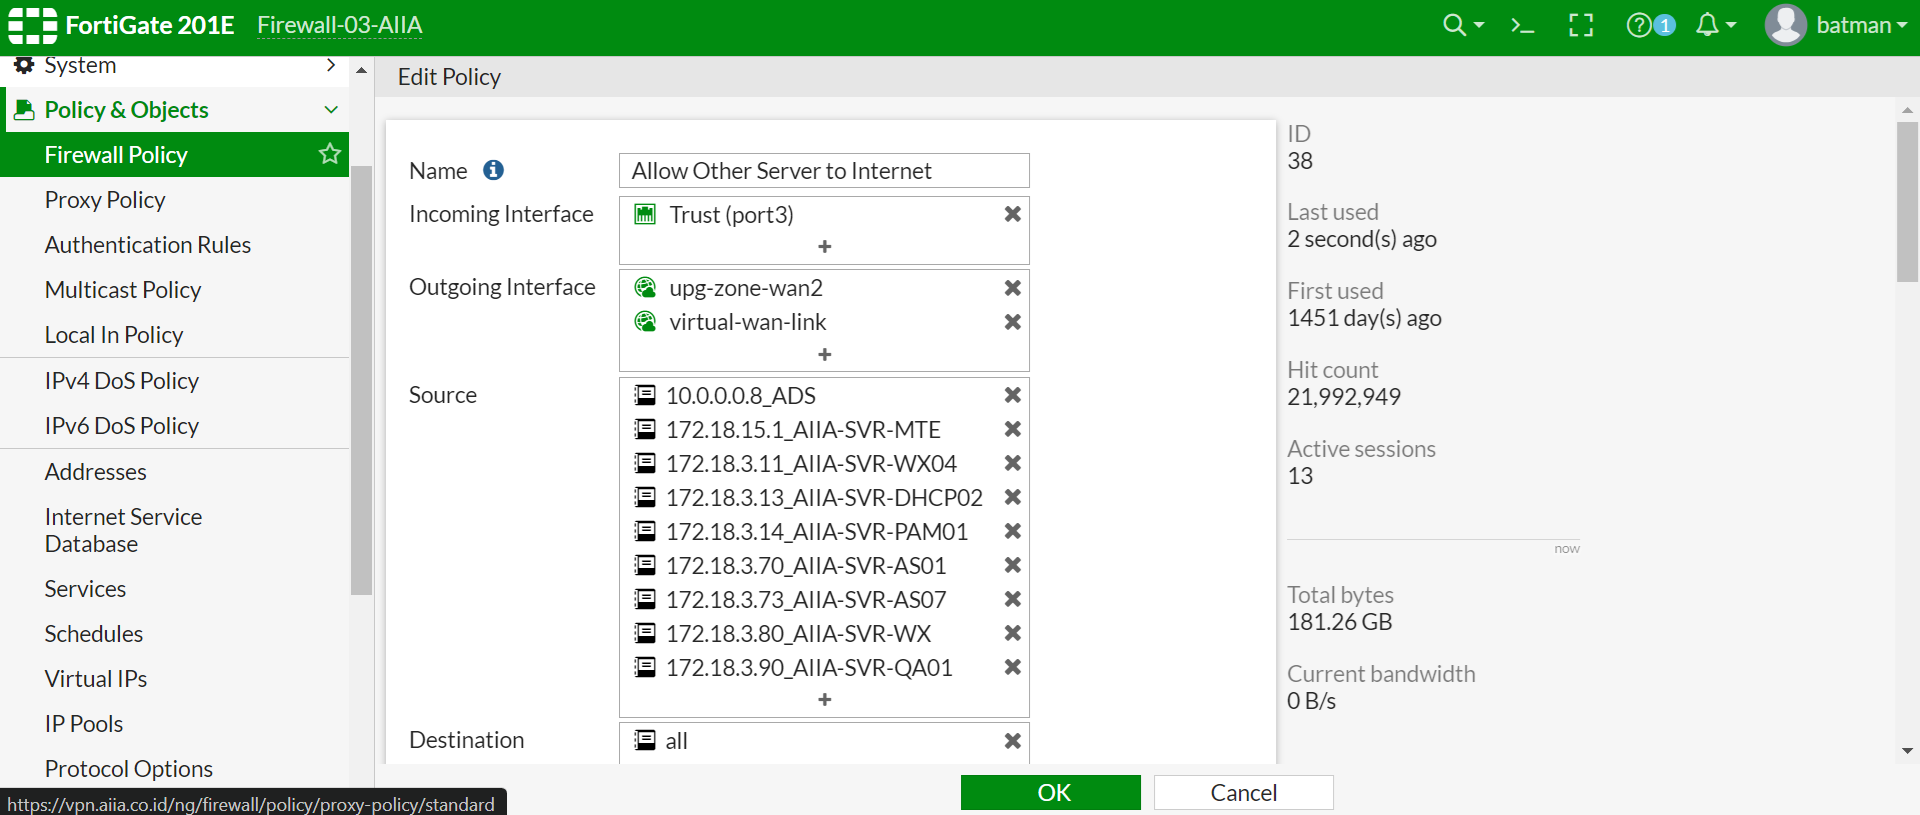 FortiGate 201E Firewall-03-AIIA
1
batman
System
Policy & Objects
Firewall Policy
Proxy Policy
Authentication Rules
Multicast Policy
Local In Policy
IPv4 DoS Policy
IPv6 DoS Policy
Addresses
Internet Service
Database
Services
Schedules
Virtual IPs
IP Pools
Protocol Options
https://vpn.aiia.co.id/ng/firewall/policy/proxy-policy/standard
Edit Policy
Name Allow Other Server to Internet
Incoming Interface Trust (port3)
+
Outgoing Interface upg-zone-wan2
virtual-wan-link
+
Source 10.0.0.0.8_ADS
172.18.15.1_AIIA-SVR-MTE
172.18.3.11_AIIA-SVR-WX04
172.18.3.13_AIIA-SVR-DHCP02
172.18.3.14_AIIA-SVR-PAM01
172.18.3.70_AIIA-SVR-AS01
172.18.3.73_AIIA-SVR-AS07
172.18.3.80_AIIA-SVR-WX
172.18.3.90_AIIA-SVR-QA01
+
Destination all
OK Cancel
ID
38
Last used
2 second(s) ago
First used
1451 day(s) ago
Hit count
21,992,949
Active sessions
13
now
Total bytes
181.26 GB
Current bandwidth
0 B/s